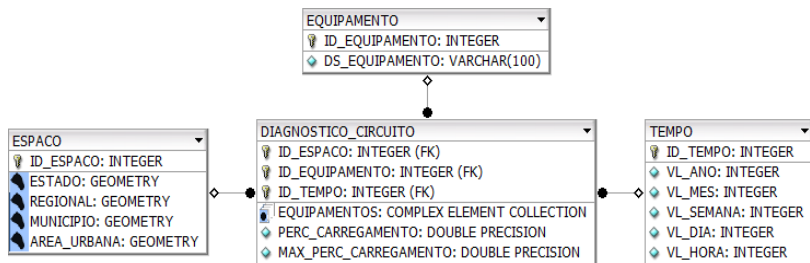 EQUIPAMENTO
ID_EQUIPAMENTO: INTEGER
DS_EQUIPAMENTO: VARCHAR(100)
ESPACO
ID_ESPACO: INTEGER
ESTADO: GEOMETRY
REGIONAL: GEOMETRY
MUNICIPIO: GEOMETRY
AREA_URBANA: GEOMETRY
DIAGNOSTICO_CIRCUITO
ID_ESPACO: INTEGER (FK)
ID_EQUIPAMENTO: INTEGER (FK)
ID_TEMPO: INTEGER (FK)
EQUIPAMENTOS: COMPLEX ELEMENT COLLECTION
PERC_CARREGAMENTO: DOUBLE PRECISION
MAX_PERC_CARREGAMENTO: DOUBLE PRECISION
TEMPO
ID_TEMPO: INTEGER
VL_ANO: INTEGER
VL_MES: INTEGER
VL_SEMANA: INTEGER
VL_DIA: INTEGER
VL_HORA: INTEGER